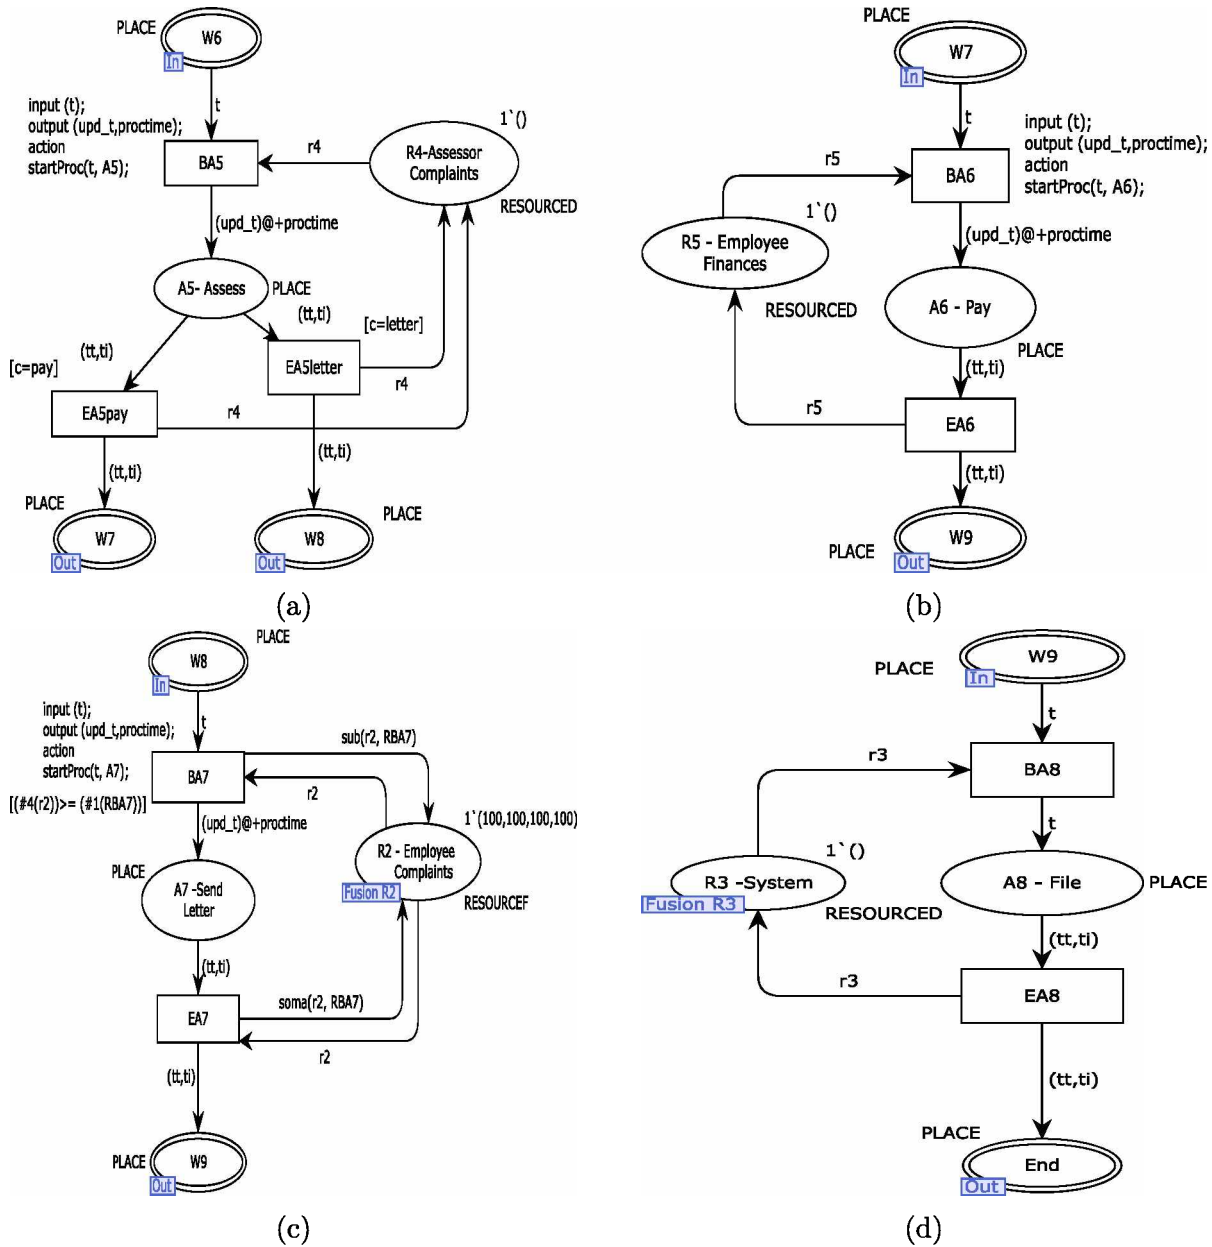 PLACE
W6
In
t
input (t);
output (upd_t,proctime);
action
startProc(t, A5);
BA5
r4
1`()
R4-Assessor
Complaints
RESOURCED
(upd_t)@+proctime
A5- Assess
PLACE
(tt,ti)
(tt,ti)
[c=letter]
[c=pay]
EA5letter
r4
EA5pay
r4
(tt,ti)
(tt,ti)
PLACE
W7
Out
PLACE
W8
Out
(a)
PLACE
W7
In
t
input (t);
output (upd_t,proctime);
action
startProc(t, A6);
r5
BA6
1`()
R5 - Employee
Finances
RESOURCED
(upd_t)@+proctime
A6 - Pay
PLACE
(tt,ti)
r5
EA6
(tt,ti)
PLACE
W9
Out
(b)
PLACE
W8
In
t
input (t);
output (upd_t,proctime);
action
startProc(t, A7);
[(#4(r2))>= (#1(RBA7))]
BA7
sub(r2, RBA7)
r2
(upd_t)@+proctime
1`(100,100,100,100)
R2 - Employee
Complaints
Fusion R2
RESOURCEF
PLACE
A7 -Send
Letter
(tt,ti)
soma(r2, RBA7)
EA7
r2
(tt,ti)
PLACE
W9
Out
(c)
PLACE
W9
In
t
r3
BA8
t
1`()
R3 -System
Fusion R3
RESOURCED
A8 - File
PLACE
(tt,ti)
r3
EA8
(tt,ti)
PLACE
End
Out
(d)